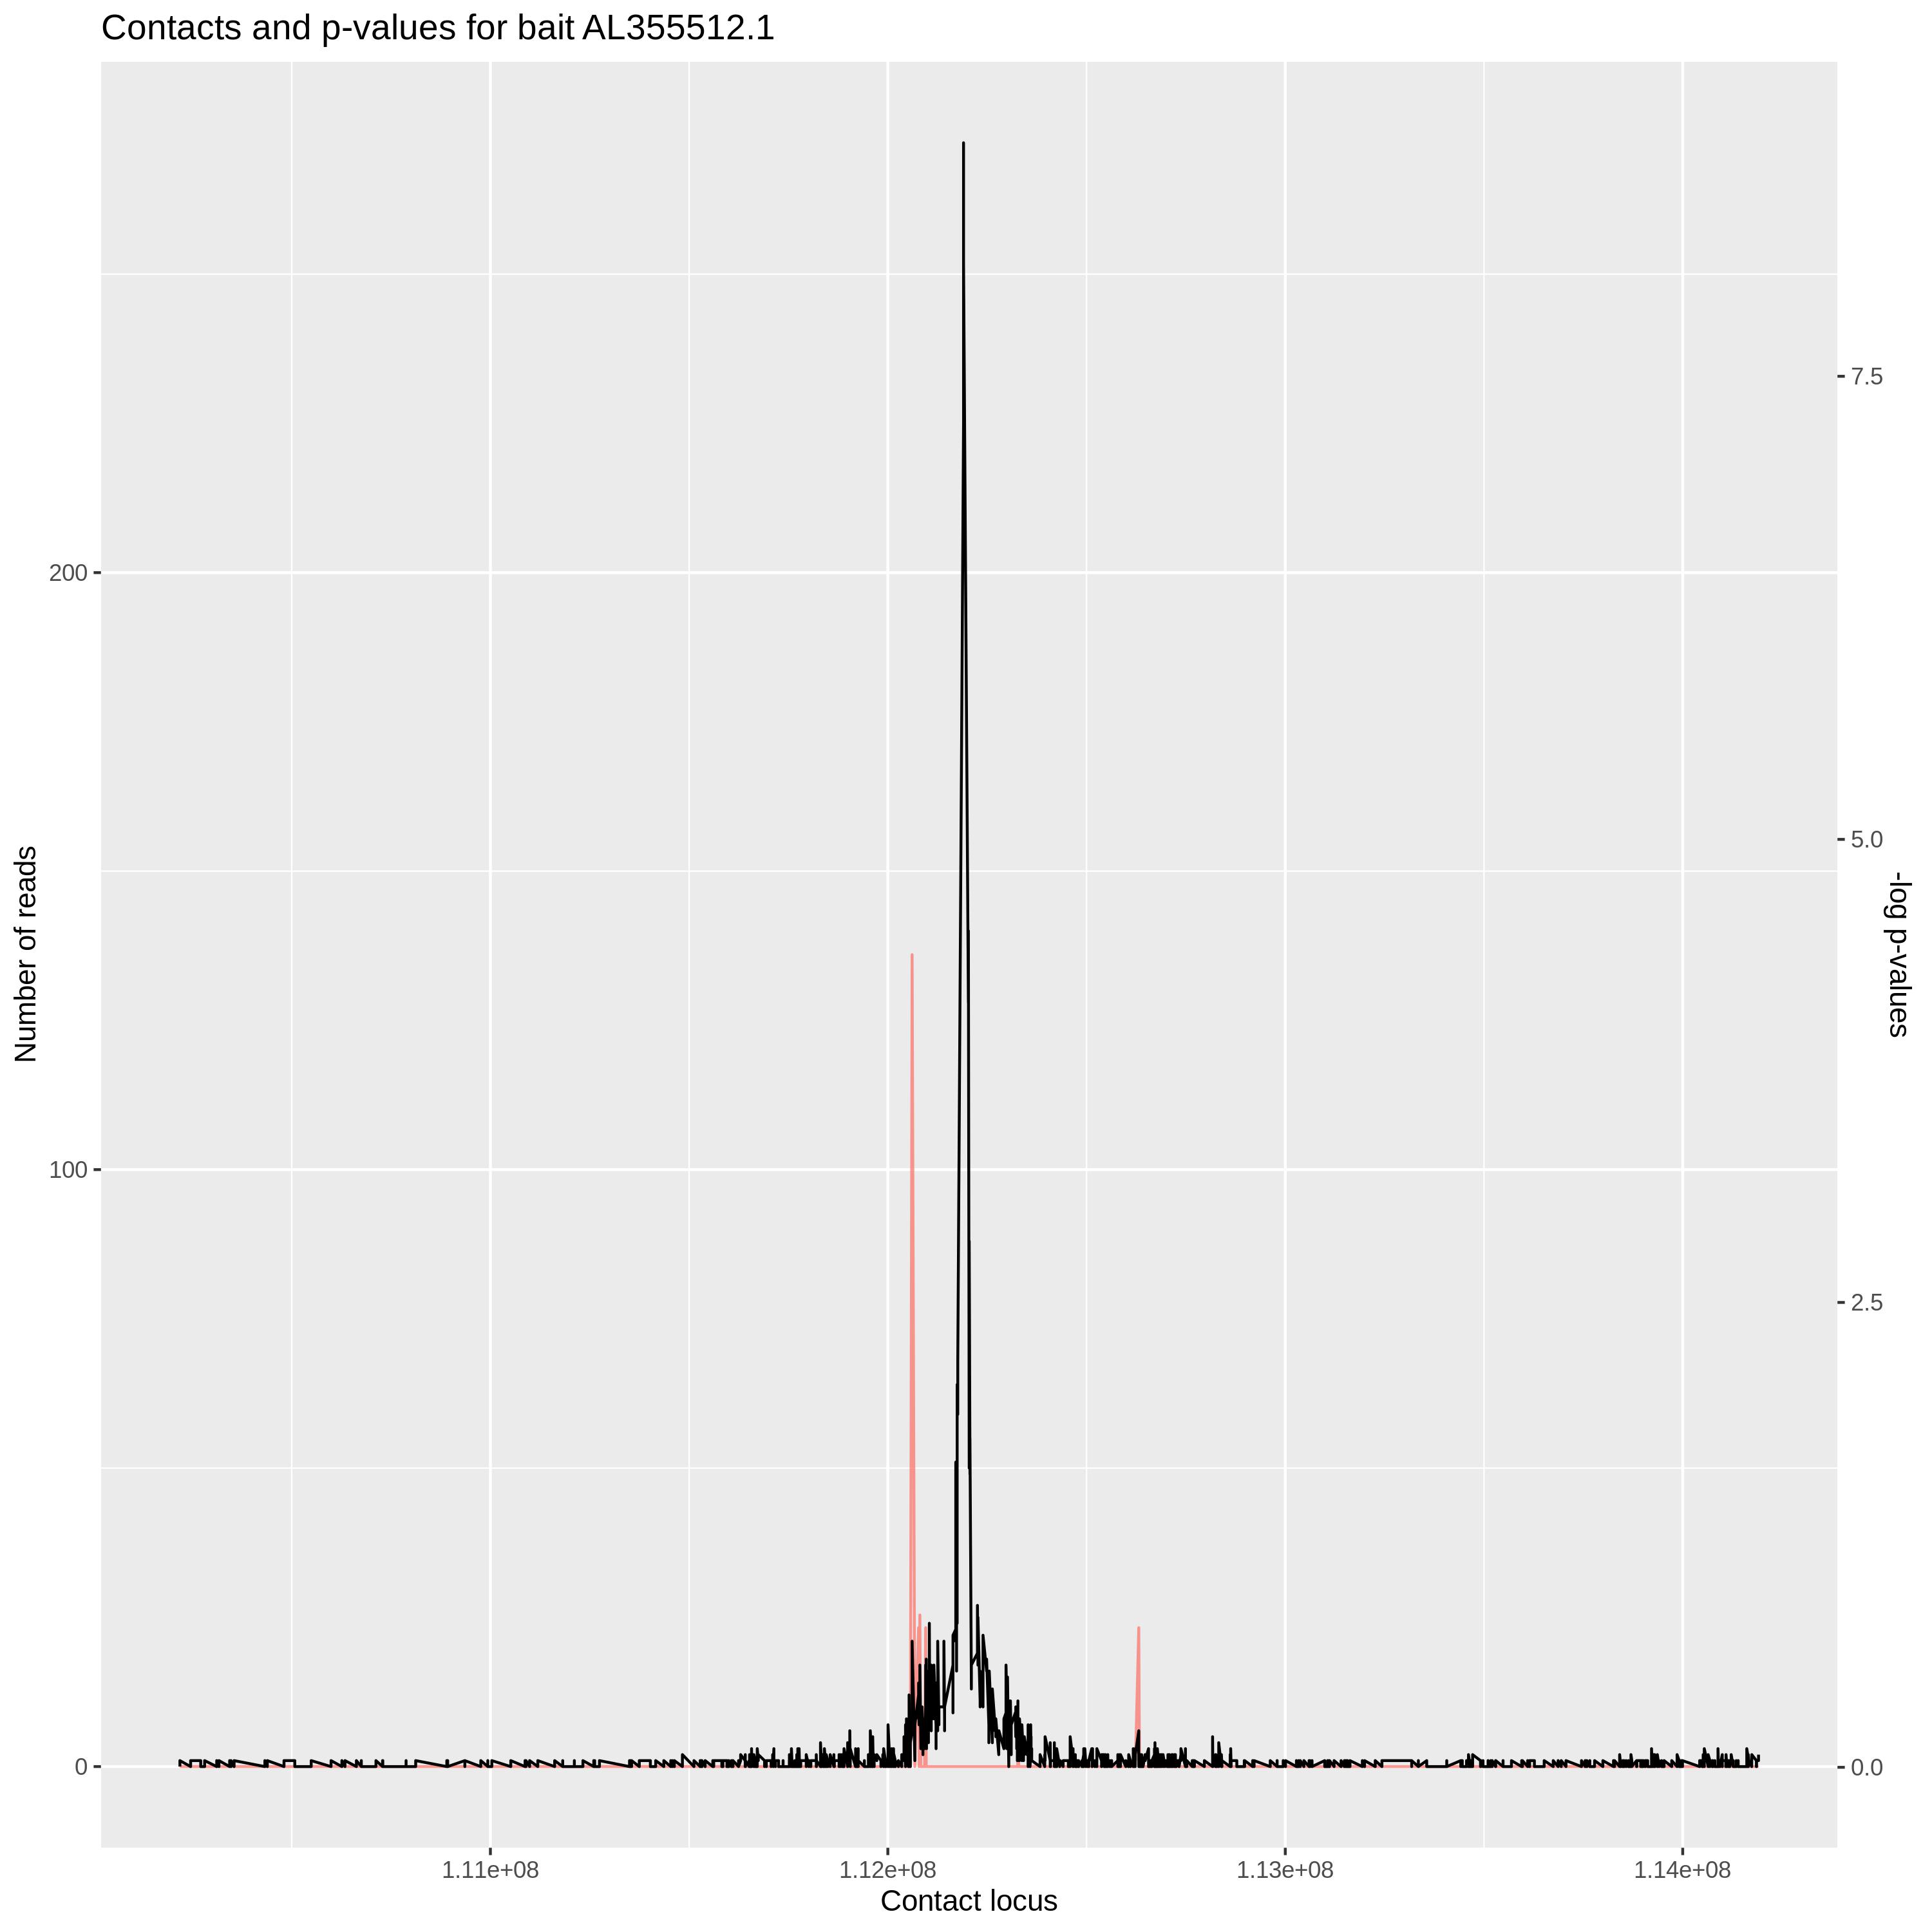 Contacts and p-values for bait AL355512.1
Number of reads
200
100
0
7.5
5.0
2.5
0.0
-log p-values
1.11e+08
1.12e+08
1.13e+08
1.14e+08
Contact locus